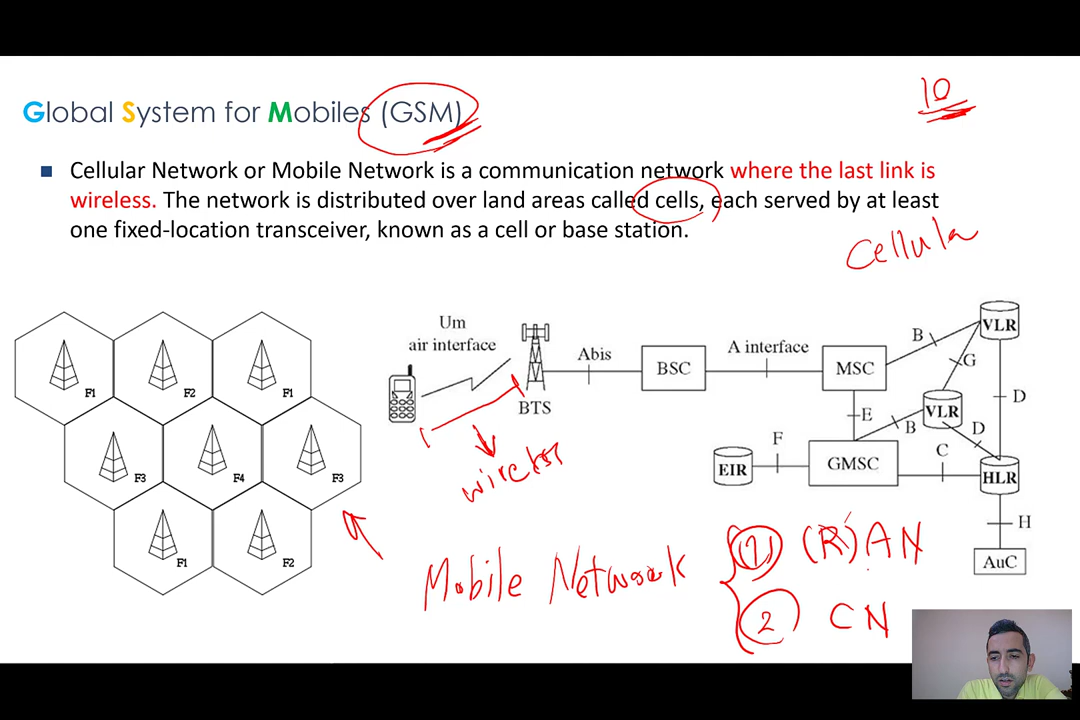 Global System for Mobiles (GSM)
10
Cellular Network or Mobile Network is a communication network where the last link is
wireless. The network is distributed over land areas called cells, each served by at least
one fixed-location transceiver, known as a cell or base station.
Cellula
F1
F2
F1
F3
F4
F3
F1
F2
Um
air interface
BTS
Abis
BSC
A interface
MSC
B
VLR
G
E
B
VLR
D
D
F
EIR
GMSC
C
HLR
H
AuC
Mobile Network
1 (R)AN
2 CN